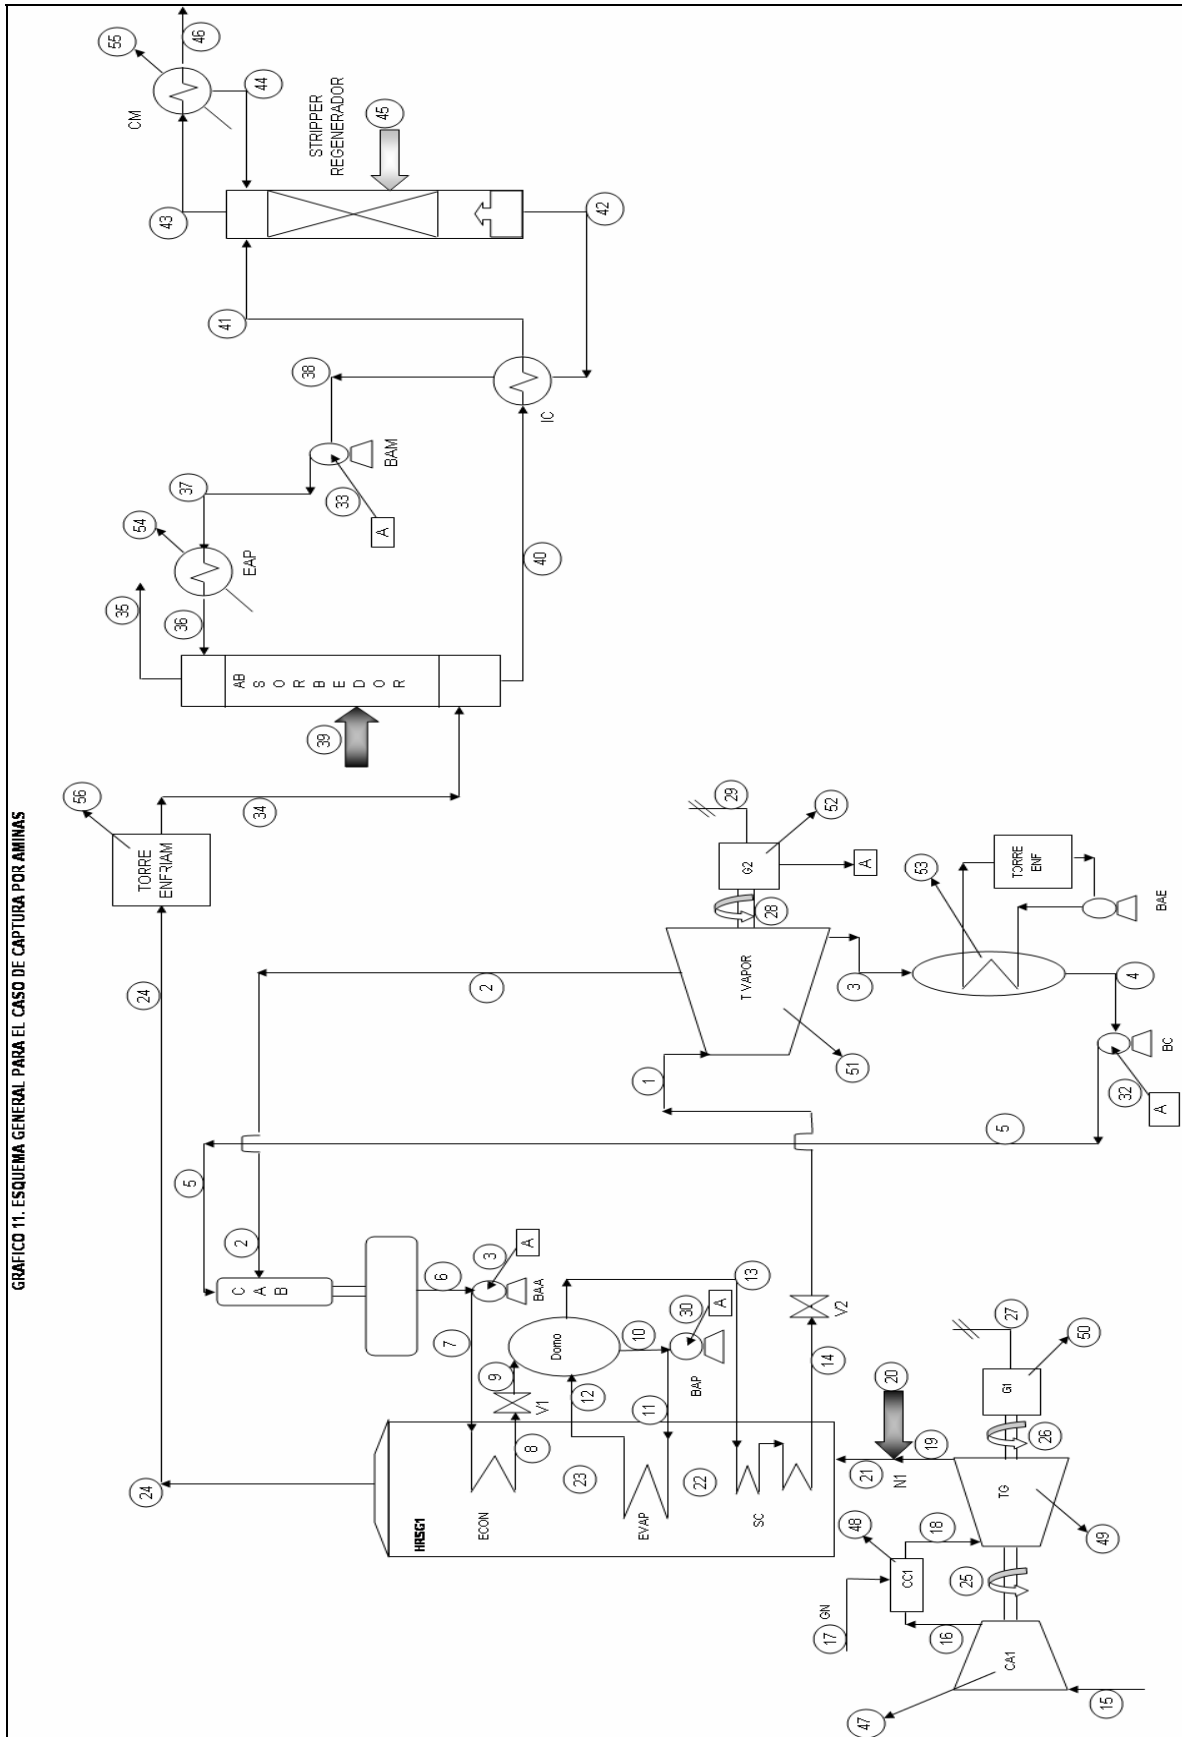 GRAFICO 11. ESQUEMA GENERAL PARA EL CASO DE CAPTURA POR AMINAS
55
46
CM
44
43
STRIPPER
REGENERADOR
45
41
42
38
IC
37
BAM
33
A
54
EAP
35
36
40
AB
S
O
R
B
E
D
O
R
39
56
TORRE
ENFRIAM
34
24
2
29
G2
52
28
A
T VAPOR
51
3
53
TORRE
ENF
BAE
4
BC
32
A
1
5
5
2
C
A
B
6
3
A
BAA
7
Domo
13
9
V1
10
30
A
BAP
12
11
8
V2
14
24
HRSG1
ECON
23
EVAP
22
SC
20
21
N1
19
27
G1
50
26
TG
49
48
18
CC1
25
GN
17
16
CA1
47
15